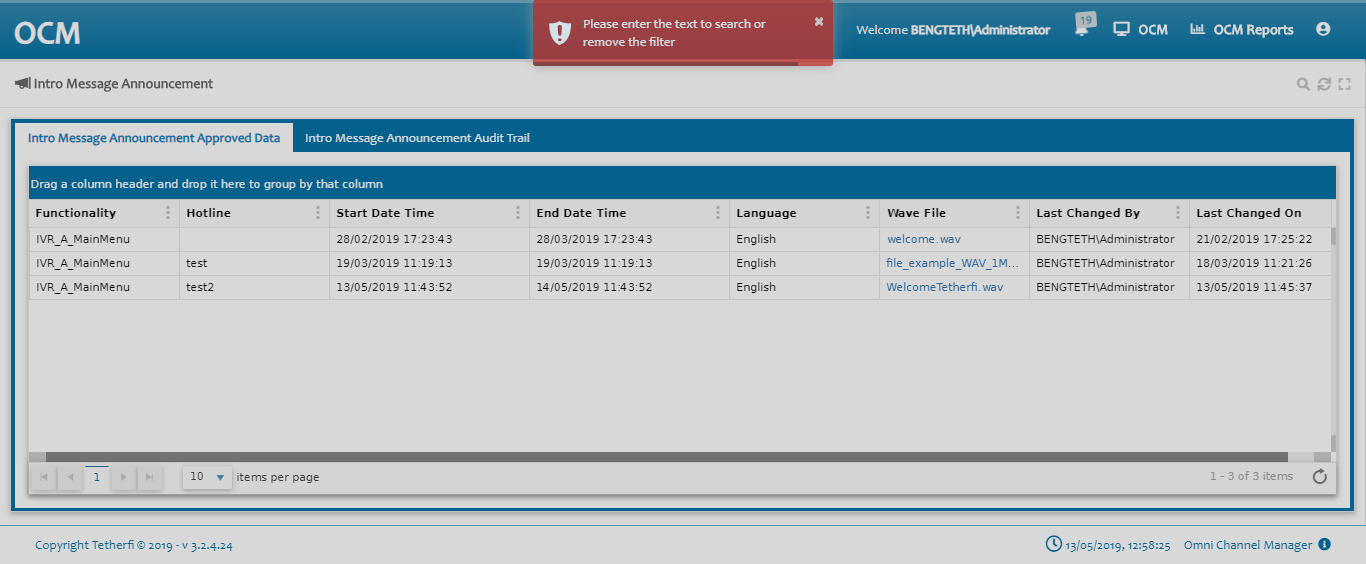 OCM
Please enter the text to search or
remove the filter
Welcome BENGTETH\Administrator
19
OCM
OCM Reports
Intro Message Announcement
Intro Message Announcement Approved Data
Intro Message Announcement Audit Trail
Drag a column header and drop it here to group by that column
Functionality Hotline Start Date Time End Date Time Language Wave File Last Changed By Last Changed On
IVR_A_MainMenu 28/02/2019 17:23:43 28/03/2019 17:23:43 English welcome.wav BENGTETH\Administrator 21/02/2019 17:25:22
IVR_A_MainMenu test 19/03/2019 11:19:13 19/03/2019 11:19:13 English file_example_WAV_1M... BENGTETH\Administrator 18/03/2019 11:21:26
IVR_A_MainMenu test2 13/05/2019 11:43:52 14/05/2019 11:43:52 English WelcomeTetherfi.wav BENGTETH\Administrator 13/05/2019 11:45:37
1 10 items per page 1 - 3 of 3 items
Copyright Tetherfi © 2019 - v 3.2.4.24 13/05/2019, 12:58:25 Omni Channel Manager